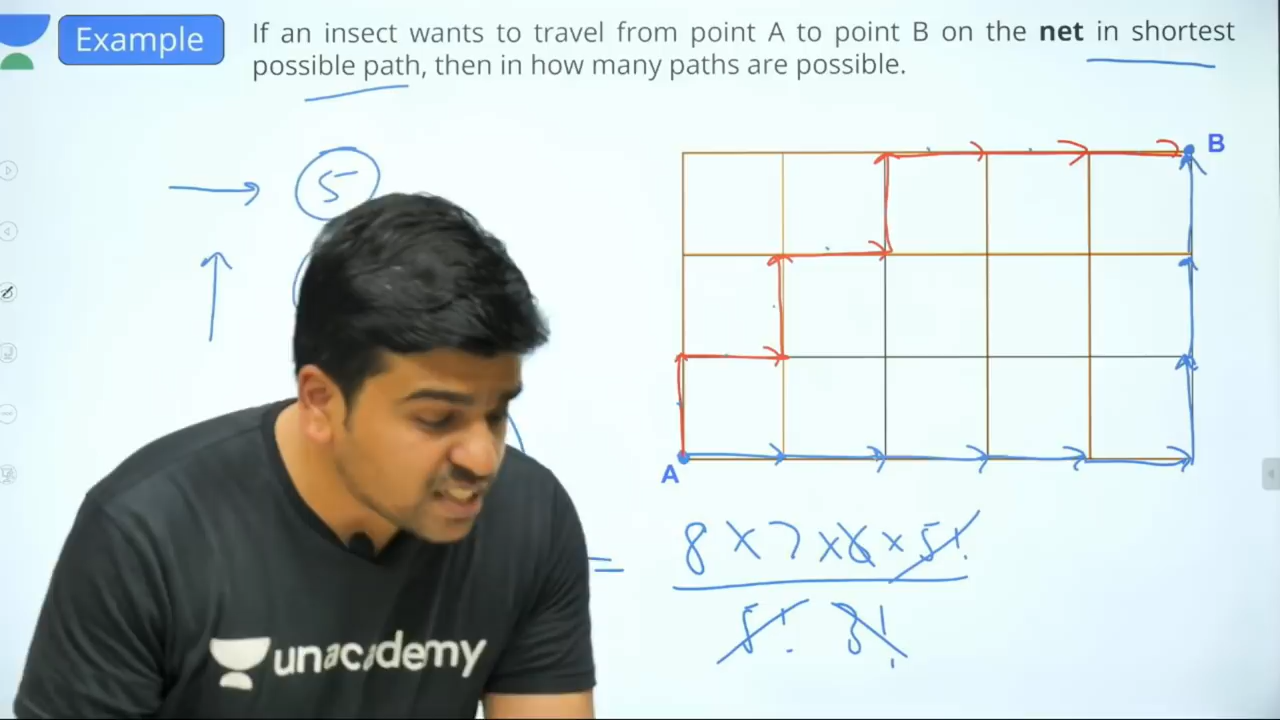 Example
If an insect wants to travel from point A to point B on the net in shortest
possible path, then in how many paths are possible.
5
B
A
= 8 × 7 × 6 × 5!
5! 3!
unacademy